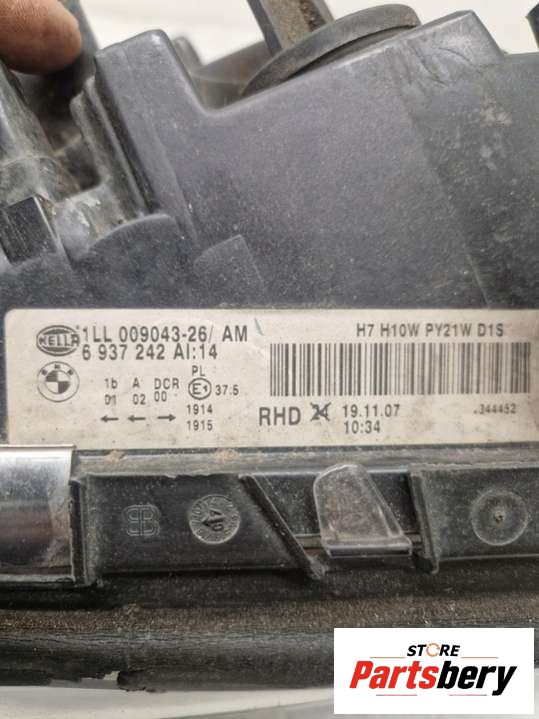 HELLA
1LL 009043-26/ AM
6 937 242 AI:14
H7 H10W PY21W D1S
PL
1b A DCR E1 37.5
01 02 00
1914
1915
RHD 24 19.11.07
10:34
.344452
STORE
Partsbery